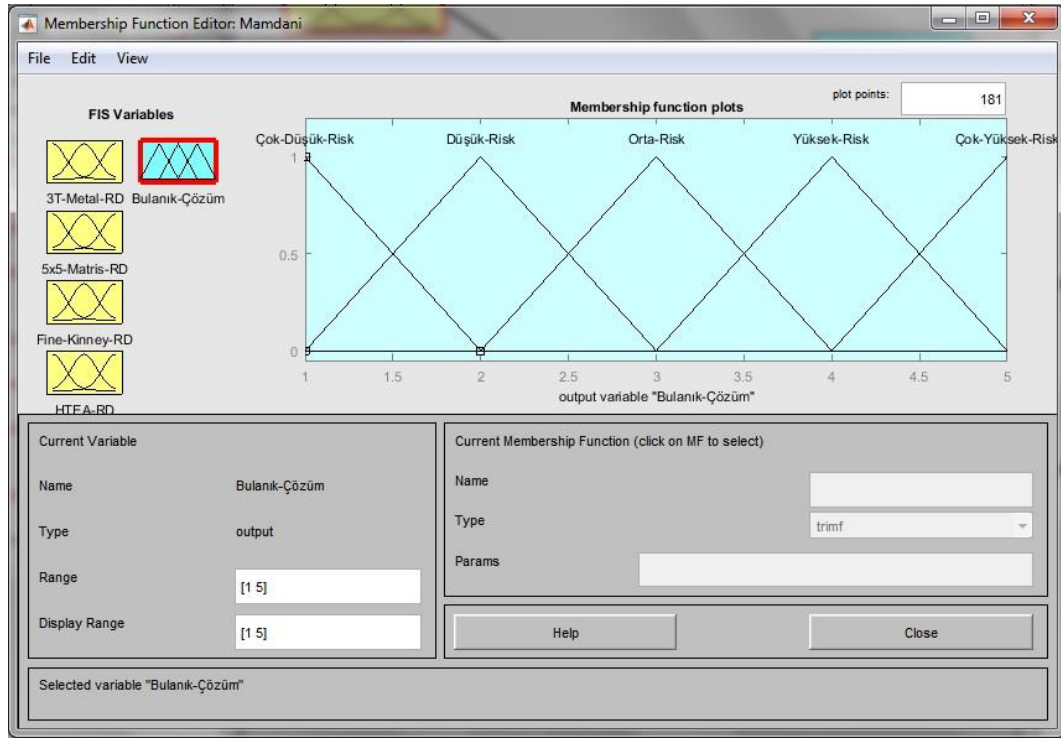 Membership Function Editor: Mamdani
File Edit View
FIS Variables
3T-Metal-RD
Bulanık-Çözüm
5x5-Matris-RD
Fine-Kinney-RD
HTEA-RD
plot points:
181
Membership function plots
Çok-Düşük-Risk Düşük-Risk Orta-Risk Yüksek-Risk Çok-Yüksek-Risk
1
0.5
0
1 1.5 2 2.5 3 3.5 4 4.5 5
output variable "Bulanık-Çözüm"
Current Variable
Name Bulanık-Çözüm
Type output
Range [1 5]
Display Range [1 5]
Current Membership Function (click on MF to select)
Name
Type trimf
Params
Help Close
Selected variable "Bulanık-Çözüm"